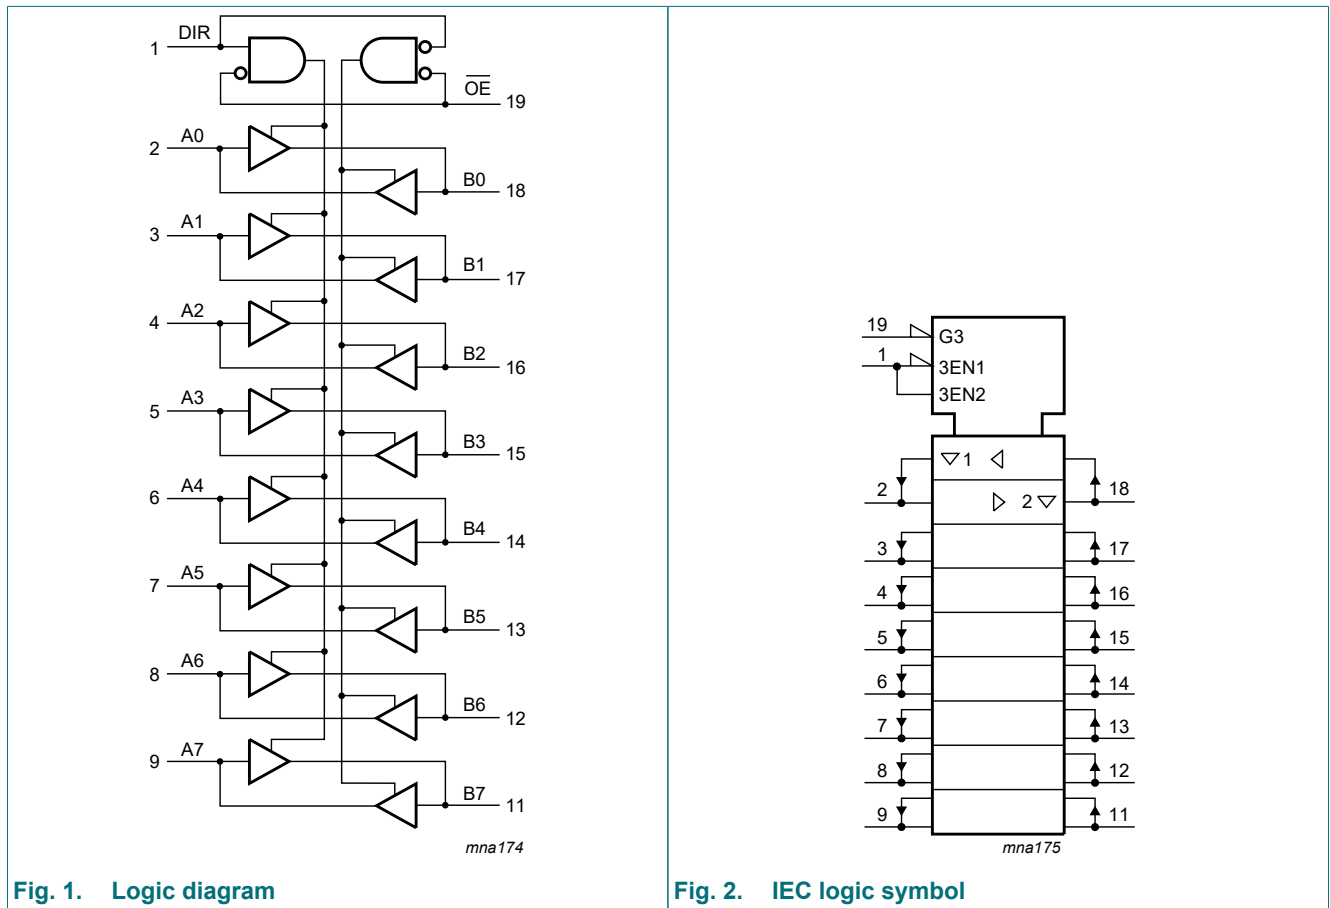 DIR
1
OE
19
A0
2
B0
18
A1
3
B1
17
A2
4
B2
16
A3
5
B3
15
A4
6
B4
14
A5
7
B5
13
A6
8
B6
12
A7
9
B7
11
mna174
Fig. 1. Logic diagram
19
G3
1
3EN1
3EN2
1
2
2
18
3
17
4
16
5
15
6
14
7
13
8
12
9
11
mna175
Fig. 2. IEC logic symbol